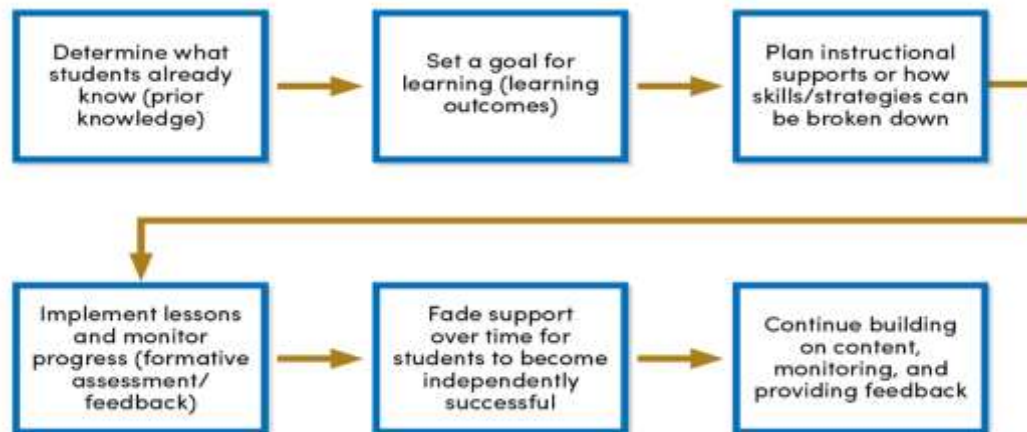 Determine what
students already
know (prior
knowledge)
Set a goal for
learning (learning
outcomes)
Plan instructional
supports or how
skills/strategies can
be broken down
Implement lessons
and monitor
progress (formative
assessment/
feedback)
Fade support
over time for
students to become
independently
successful
Continue building
on content,
monitoring, and
providing feedback